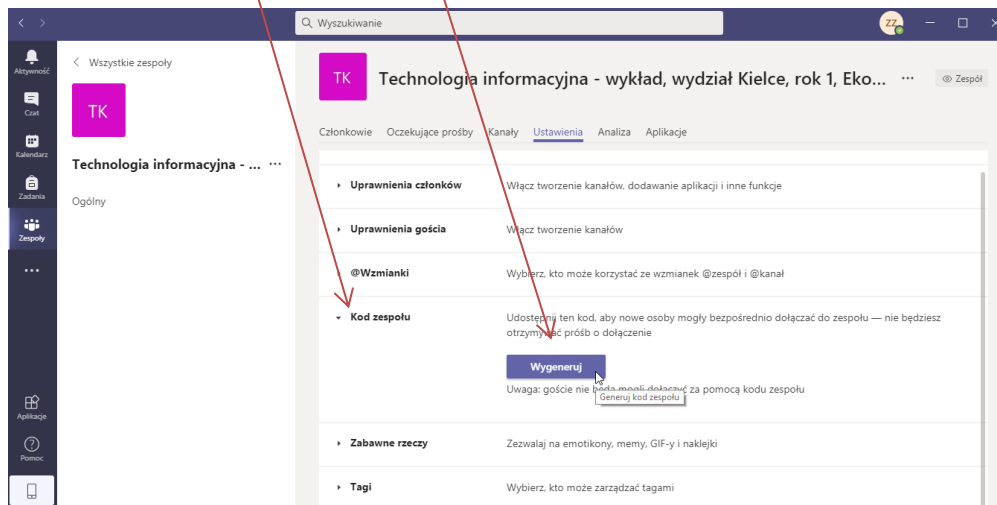 Wyszukiwanie
ZZ
Aktywność
Czat
Kalendarz
Zadania
Zespoły
Aplikacje
Pomoc
Wszystkie zespoły
TK
Technologia informacyjna - ...
Ogólny
TK
Technologia informacyjna - wykład, wydział Kielce, rok 1, Eko...
Zespół
Członkowie Oczekujące prośby Kanały Ustawienia Analiza Aplikacje
Uprawnienia członków Włącz tworzenie kanałów, dodawanie aplikacji i inne funkcje
Uprawnienia gościa Włącz tworzenie kanałów
@Wzmianki Wybierz, kto może korzystać ze wzmianek @zespół i @kanał
Kod zespołu Udostępnij ten kod, aby nowe osoby mogły bezpośrednio dołączać do zespołu — nie będziesz
otrzymywać próśb o dołączenie
Wygeneruj
Uwaga: goście nie będą mogli dołączyć za pomocą kodu zespołu
Generuj kod zespołu
Zabawne rzeczy Zezwalaj na emotikony, memy, GIF-y i naklejki
Tagi Wybierz, kto może zarządzać tagami